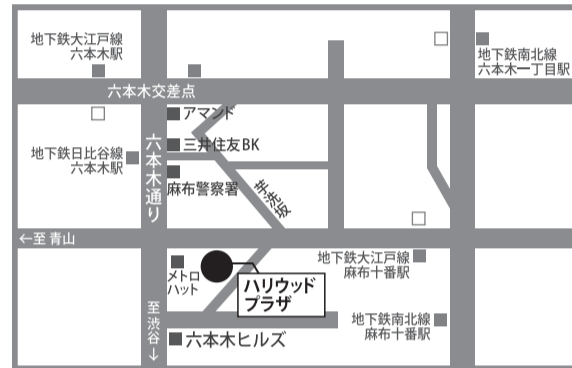 地下鉄大江戸線
六本木駅
地下鉄南北線
六本木一丁目駅
六本木交差点
アマンド
三井住友BK
地下鉄日比谷線
六本木駅
麻布警察署
六本木通り
芋洗坂
←至 青山
メトロ
ハット
ハリウッド
プラザ
地下鉄大江戸線
麻布十番駅
至渋谷↓
地下鉄南北線
麻布十番駅
六本木ヒルズ